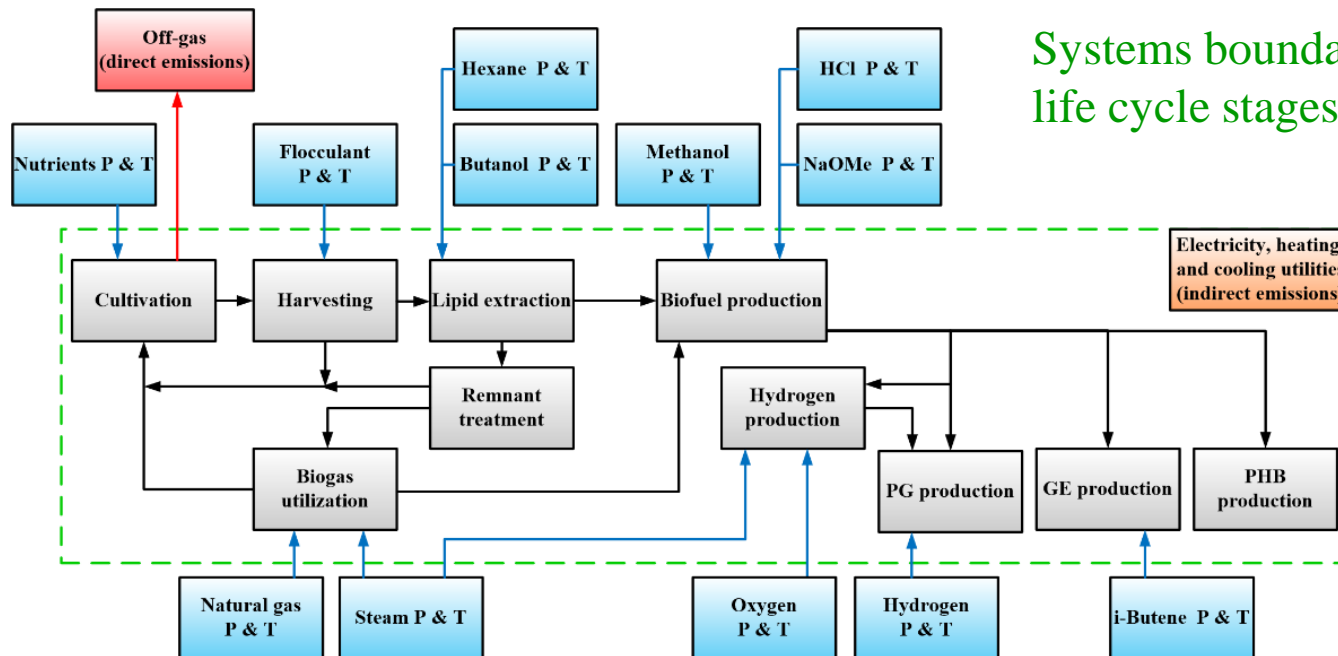 Systems bounda
life cycle stages
Off-gas
(direct emissions)
Hexane P & T
HCl P & T
Nutrients P & T
Flocculant
P & T
Butanol P & T
Methanol
P & T
NaOMe P & T
Electricity, heating
and cooling utilities
(indirect emissions
Cultivation
Harvesting
Lipid extraction
Biofuel production
Remnant
treatment
Hydrogen
production
Biogas
utilization
PG production
GE production
PHB
production
Natural gas
P & T
Steam P & T
Oxygen
P & T
Hydrogen
P & T
i-Butene P & T